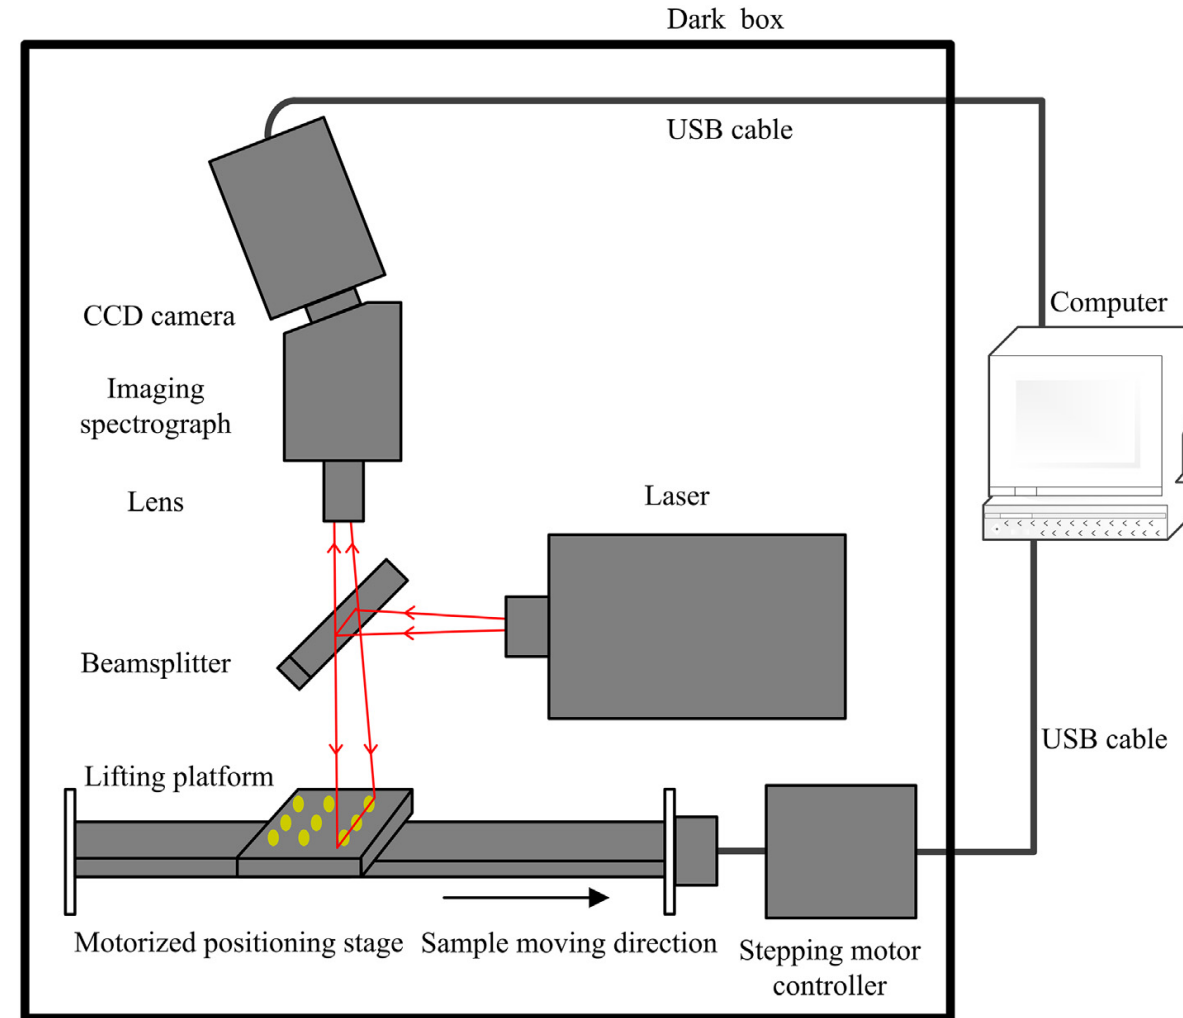 Dark box
USB cable
CCD camera
Computer
Imaging
spectrograph
Lens
Laser
Beamsplitter
USB cable
Lifting platform
Motorized positioning stage
Sample moving direction
Stepping motor
controller